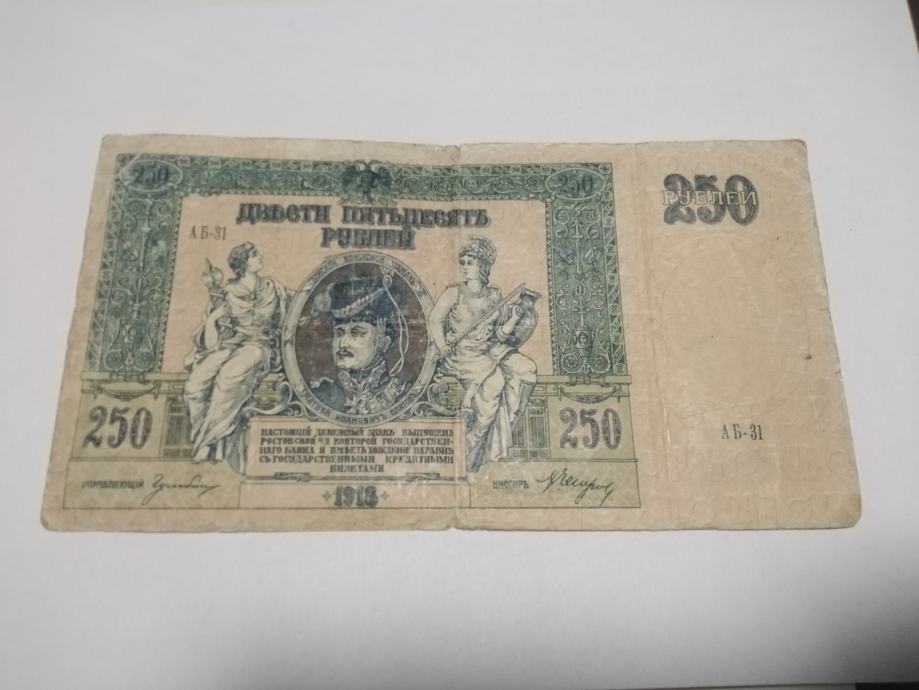 250
250
250
РУБЛЕЙ
ДВѢСТИ ПЯТЬДЕСЯТЬ
РУБЛЕЙ
АБ-31
250
250
АБ-31
НАСТОЯЩІЙ ДЕНЕЖНЫЙ ЗНАКЪ ВЫПУЩЕНЪ
РОСТОВСКОЙ н/Д КОНТОРОЙ ГОСУДАРСТВЕН-
НАГО БАНКА И ИМѢЕТЪ ХОЖДЕНІЕ НАРАВНѢ
СЪ ГОСУДАРСТВЕННЫМИ КРЕДИТНЫМИ
БИЛЕТАМИ
УПРАВЛЯЮЩІЙ
1918
КАССИРЪ